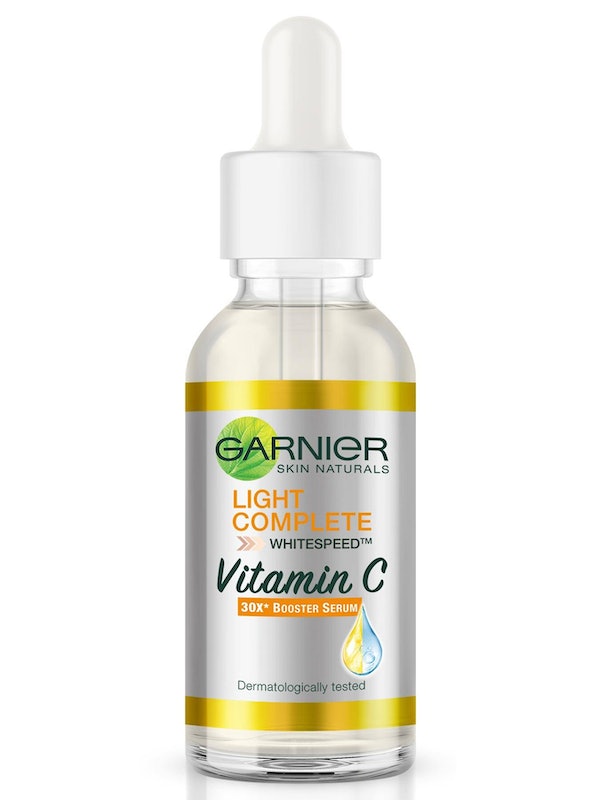 GARNIER
SKIN NATURALS
LIGHT
COMPLETE
WHITESPEED™
Vitamin C
30X* BOOSTER SERUM
Dermatologically tested